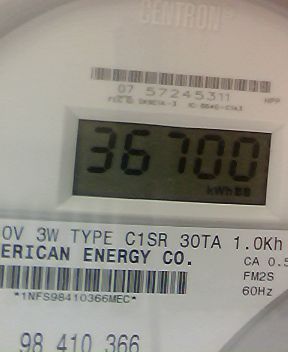 CENTRON®
07 57245311
36700
kWh
0V 3W TYPE C1SR 30TA 1.0Kh
ERICAN ENERGY CO. CA 0.5
FM2S
*1NFS98410366MEC* 60Hz
98 410 366